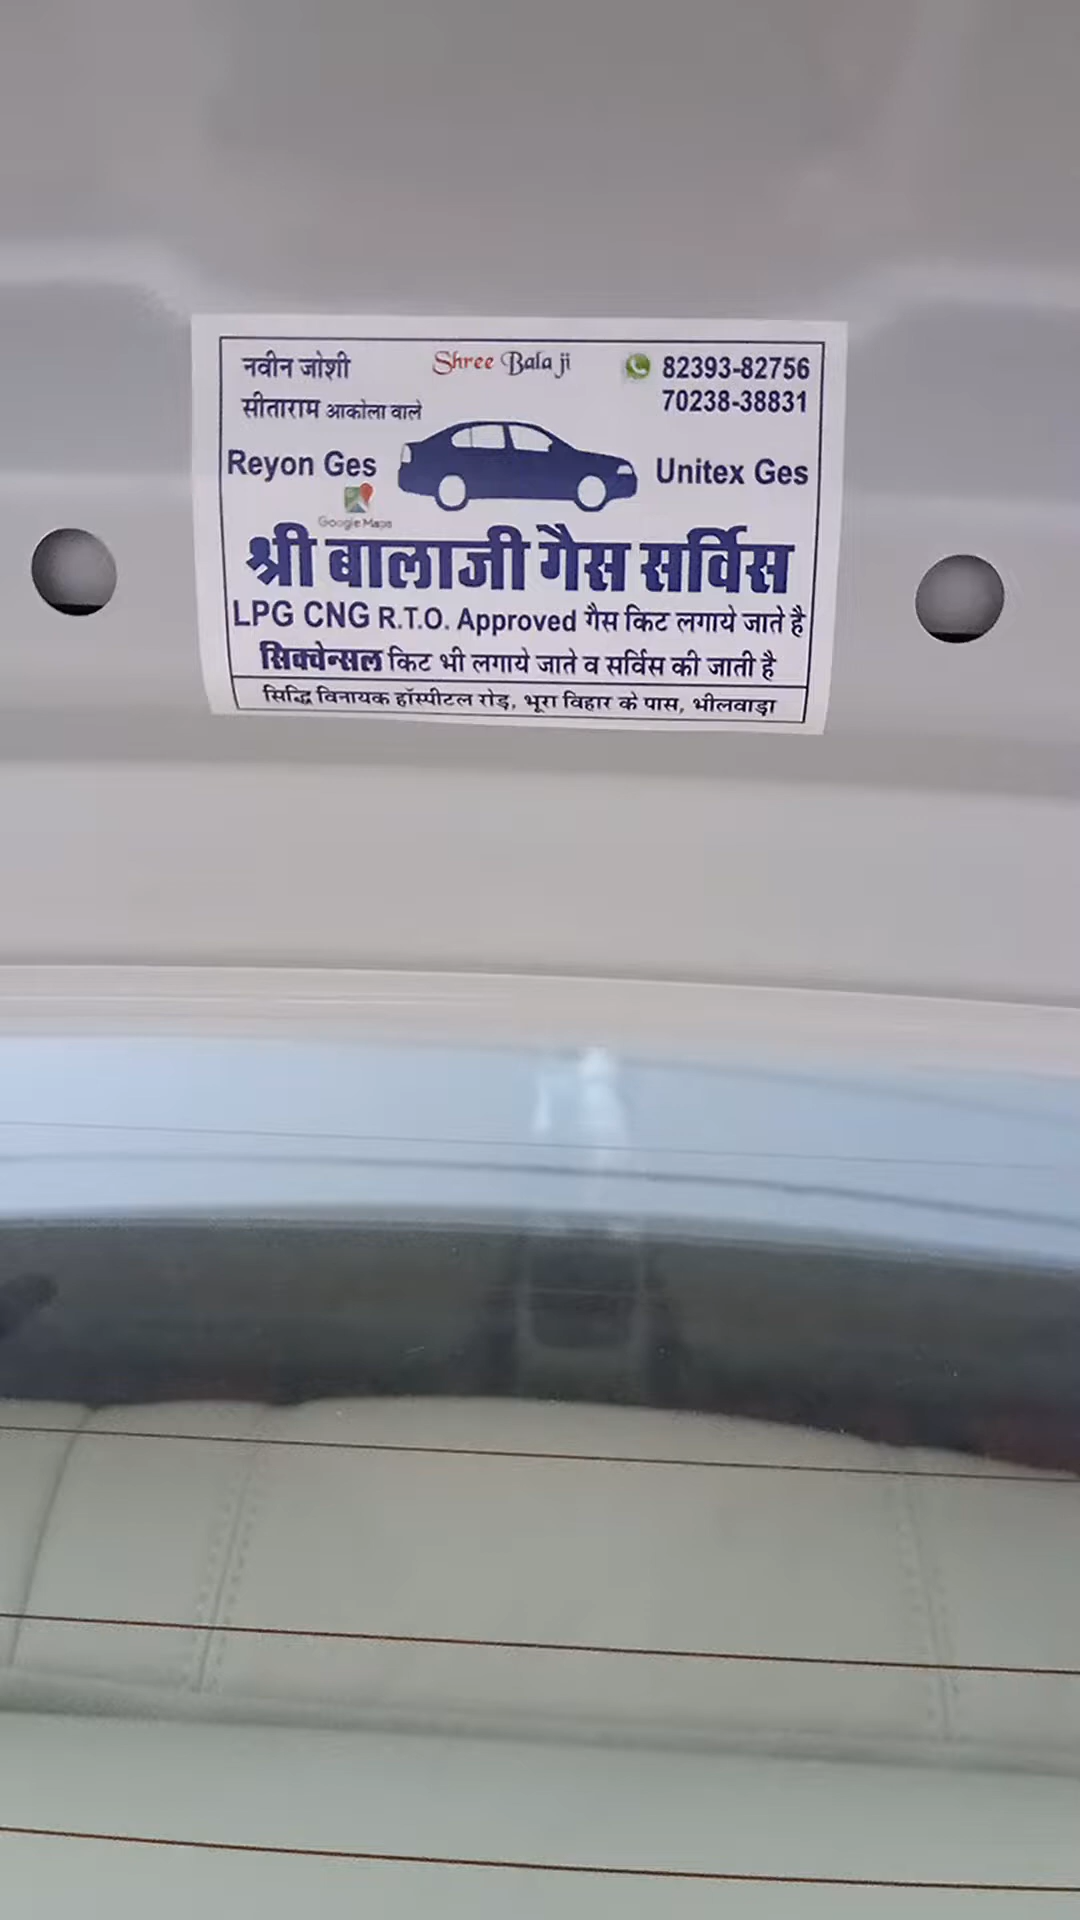 नवीन जोशी
Shree Bala ji
82393-82756
सीताराम आकोला वाले
70238-38831
Reyon Ges
Unitex Ges
Google Maps
श्री बालाजी गैस सर्विस
LPG CNG R.T.O. Approved गैस किट लगाये जाते है
सिक्वेन्सल किट भी लगाये जाते व सर्विस की जाती है
सिद्धि विनायक हॉस्पीटल रोड़, भूरा विहार के पास, भीलवाड़ा